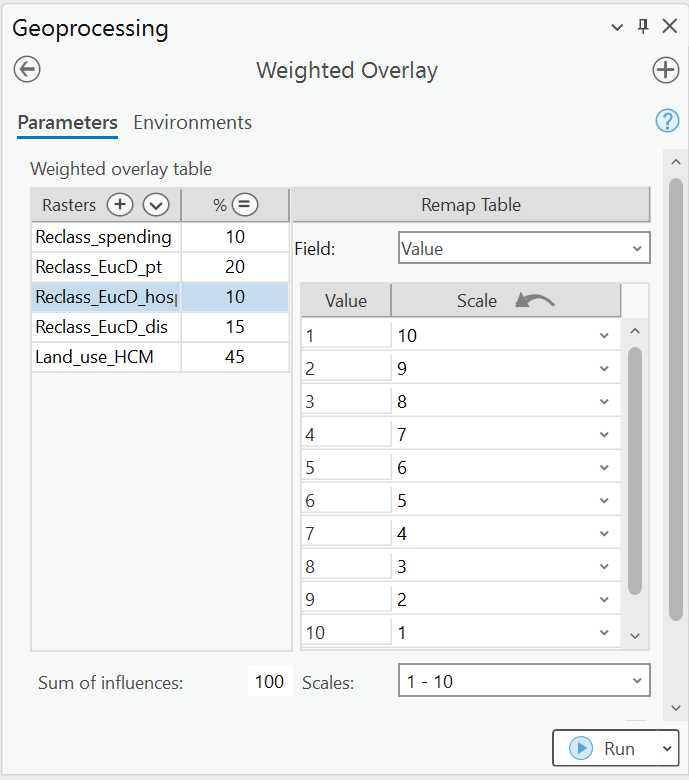 Geoprocessing
Weighted Overlay
Parameters Environments
Weighted overlay table
Rasters % Remap Table
Reclass_spending 10
Reclass_EucD_pt 20
Reclass_EucD_hosp 10
Reclass_EucD_dis 15
Land_use_HCM 45
Field: Value
Value Scale
1 10
2 9
3 8
4 7
5 6
6 5
7 4
8 3
9 2
10 1
Sum of influences: 100 Scales: 1 - 10
Run